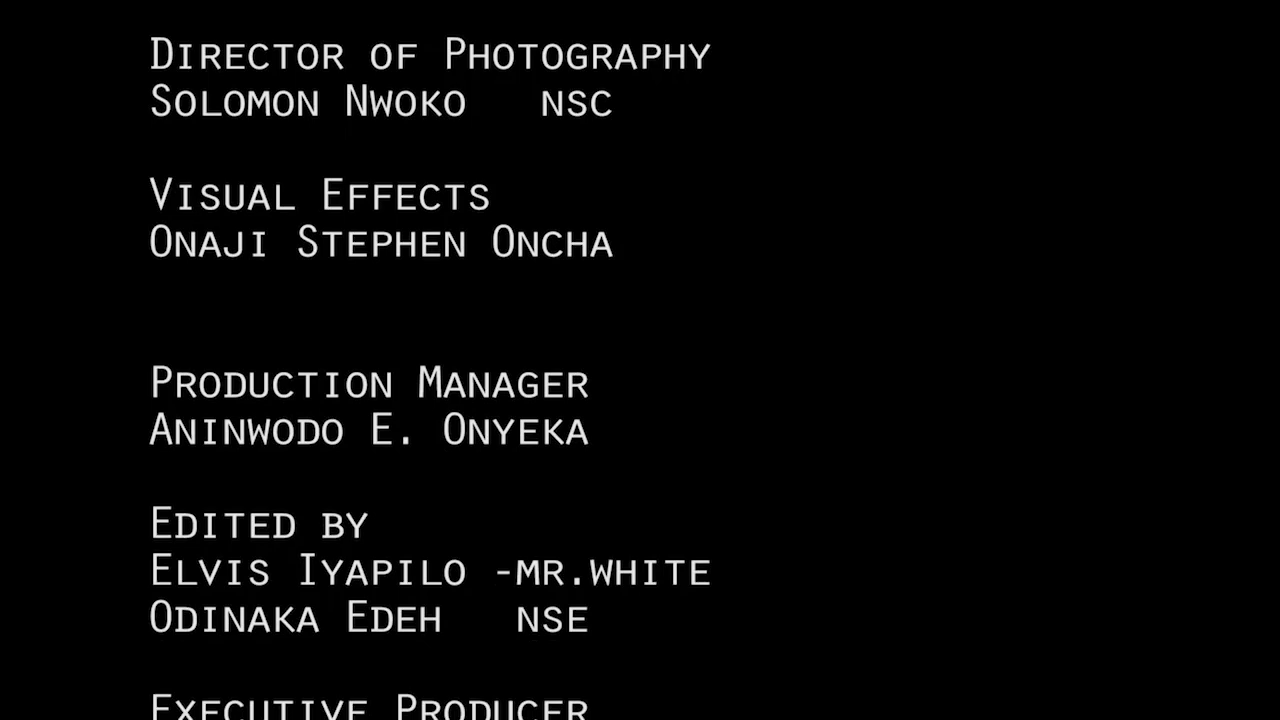 Director of Photography
Solomon Nwoko   nsc
Visual Effects
Onaji Stephen Oncha
Production Manager
Aninwodo E. Onyeka
Edited by
Elvis Iyapilo -mr.white
Odinaka Edeh   nse
Executive Producer